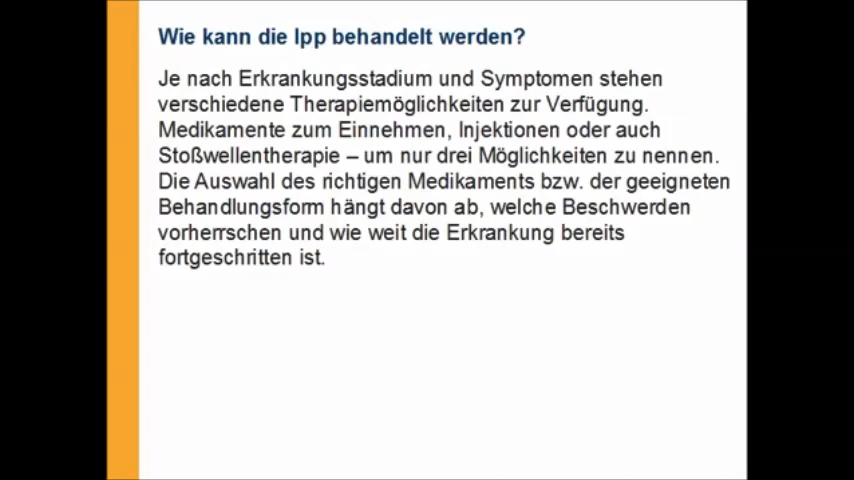 Wie kann die Ipp behandelt werden?
Je nach Erkrankungsstadium und Symptomen stehen
verschiedene Therapiemöglichkeiten zur Verfügung.
Medikamente zum Einnehmen, Injektionen oder auch
Stoßwellentherapie – um nur drei Möglichkeiten zu nennen.
Die Auswahl des richtigen Medikaments bzw. der geeigneten
Behandlungsform hängt davon ab, welche Beschwerden
vorherrschen und wie weit die Erkrankung bereits
fortgeschritten ist.